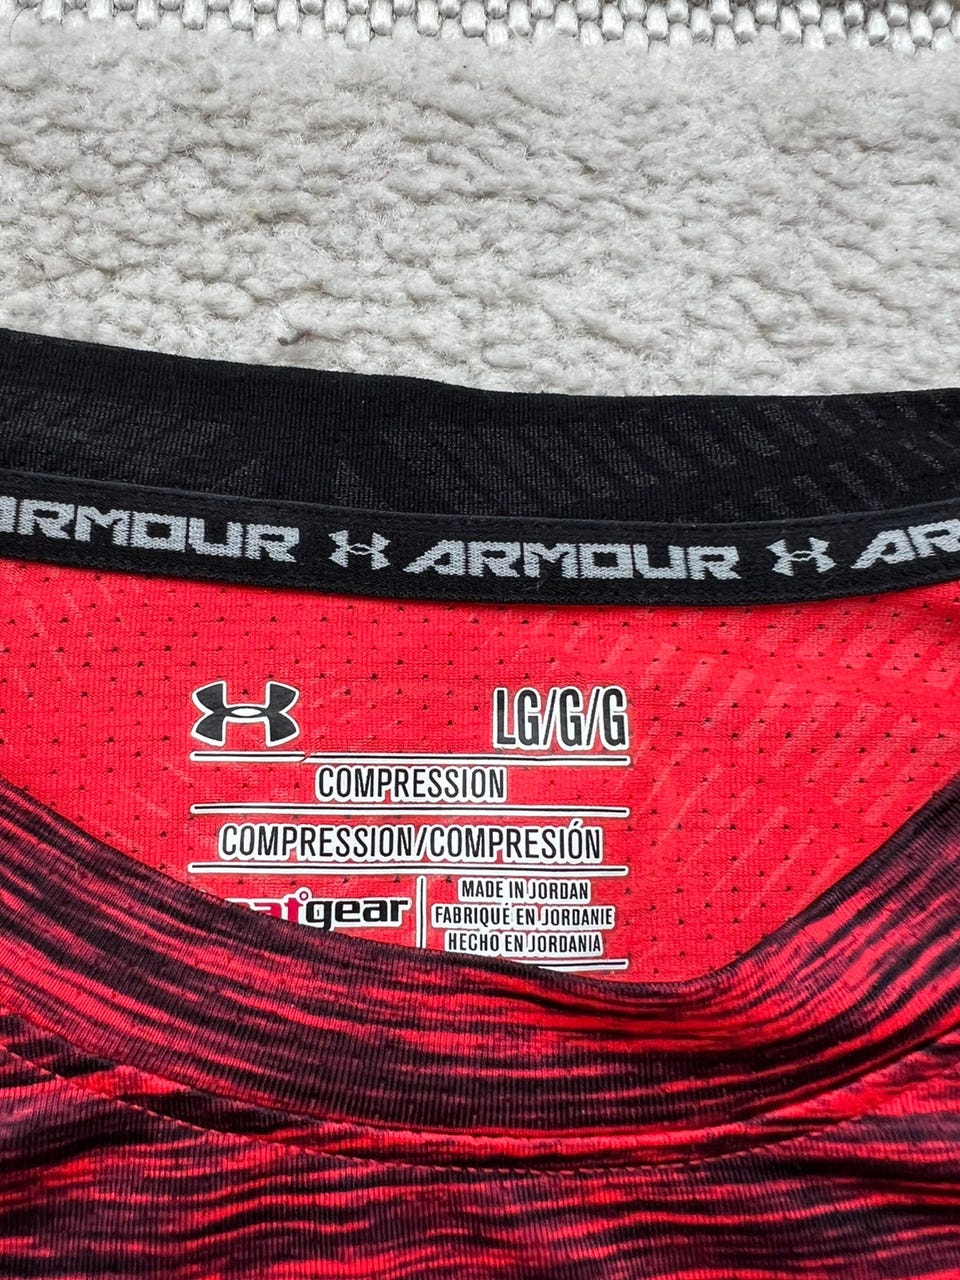 ARMOUR ARMOUR
LG/G/G
COMPRESSION
COMPRESSION/COMPRESIÓN
gear
MADE IN JORDAN
FABRIQUÉ EN JORDANIE
HECHO EN JORDANIA